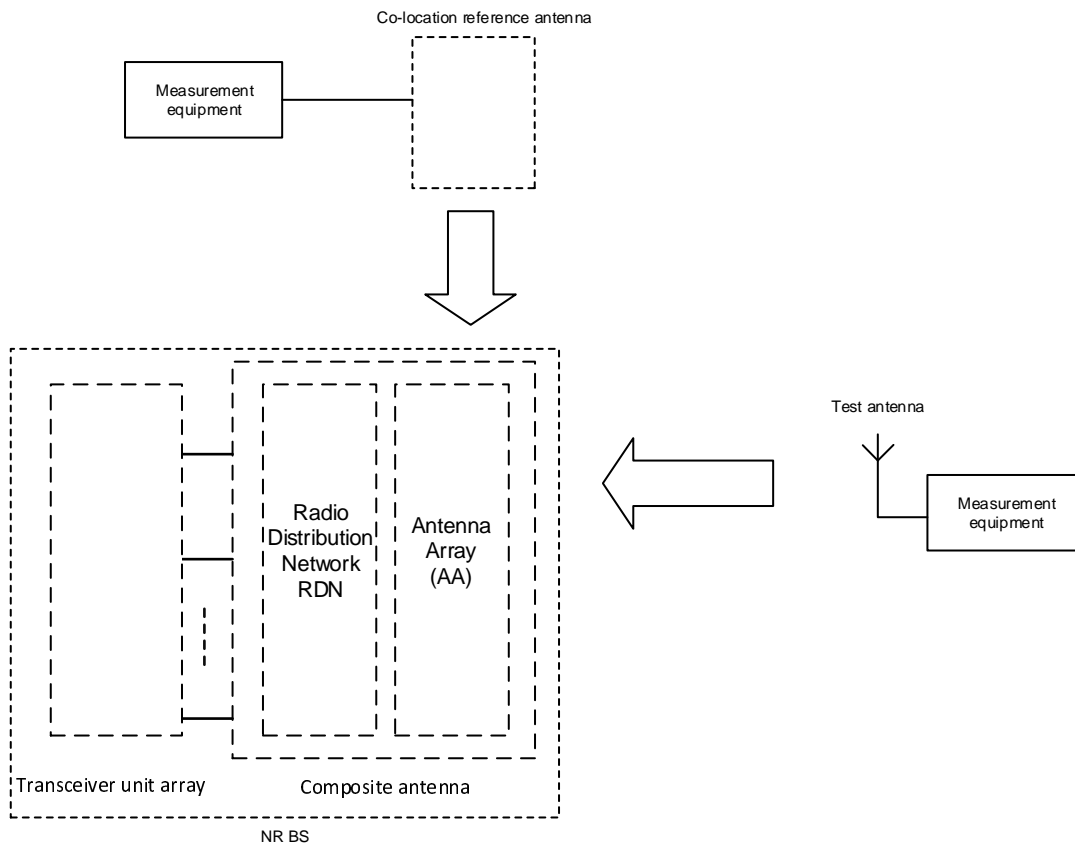 Co-location reference antenna
Measurement
equipment
Test antenna
Measurement
equipment
Radio
Distribution
Network
RDN
Antenna
Array
(AA)
Transceiver unit array
Composite antenna
NR BS